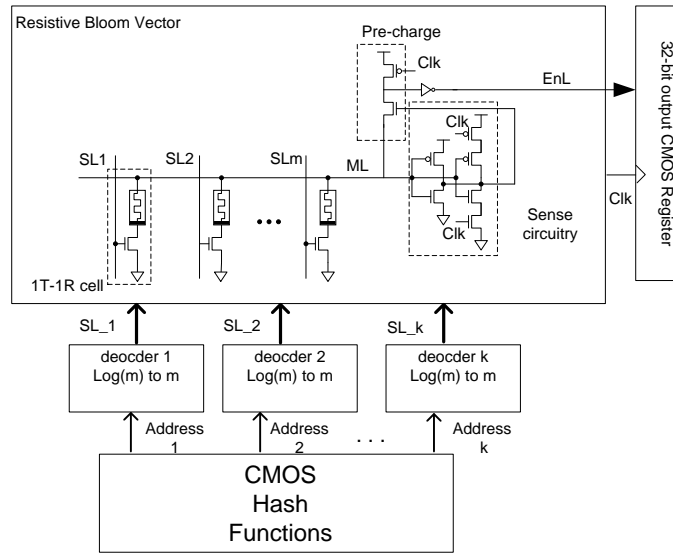 Resistive Bloom Vector
Pre-charge
Clk
EnL
32-bit output CMOS Register
Clk
SL1
SL2
SLm
ML
Clk
Clk
Sense
circuitry
1T-1R cell
SL_1
SL_2
SL_k
deocder 1
Log(m) to m
deocder 2
Log(m) to m
deocder k
Log(m) to m
Address
1
Address
2
. . .
Address
k
CMOS
Hash
Functions